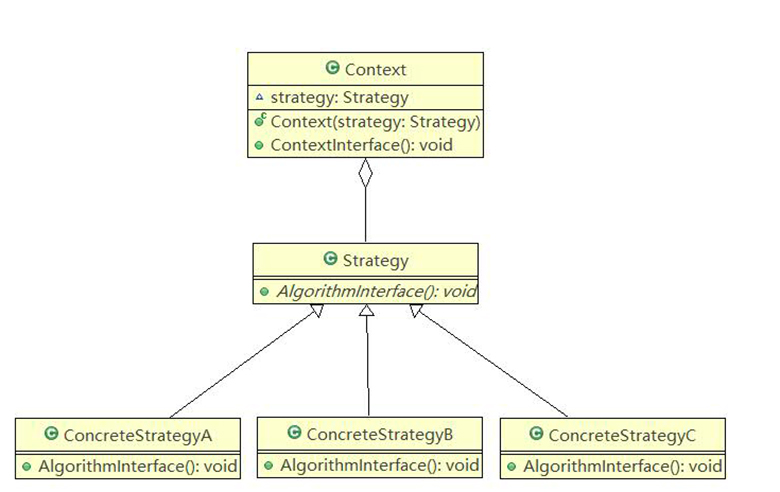 Context
strategy: Strategy
Context(strategy: Strategy)
ContextInterface(): void
Strategy
AlgorithmInterface(): void
ConcreteStrategyA
AlgorithmInterface(): void
ConcreteStrategyB
AlgorithmInterface(): void
ConcreteStrategyC
AlgorithmInterface(): void